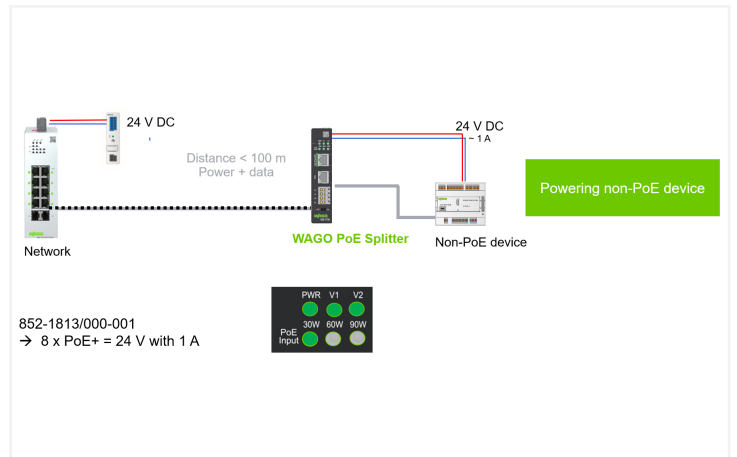 24 V DC
24 V DC
~ 1 A
Distance < 100 m
Power + data
Powering non-PoE device
WAGO PoE Splitter
Non-PoE device
Network
PWR V1 V2
30W 60W 90W
PoE
Input
852-1813/000-001
→ 8 x PoE+ = 24 V with 1 A